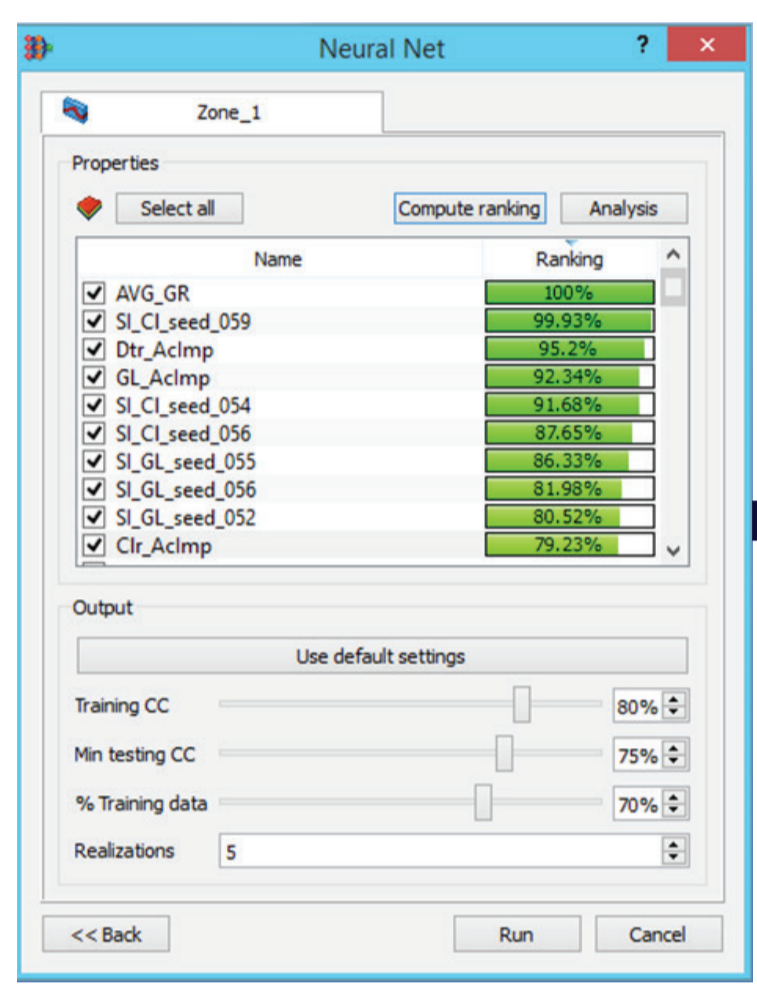 Neural Net ? ×
Zone_1
Properties
Select all Compute ranking Analysis
Name Ranking
AVG_GR 100%
SI_CI_seed_059 99.93%
Dtr_AcImp 95.2%
GL_AcImp 92.34%
SI_CI_seed_054 91.68%
SI_CI_seed_056 87.65%
SI_GL_seed_055 86.33%
SI_GL_seed_056 81.98%
SI_GL_seed_052 80.52%
Clr_AcImp 79.23%
Output
Use default settings
Training CC 80%
Min testing CC 75%
% Training data 70%
Realizations 5
<< Back Run Cancel